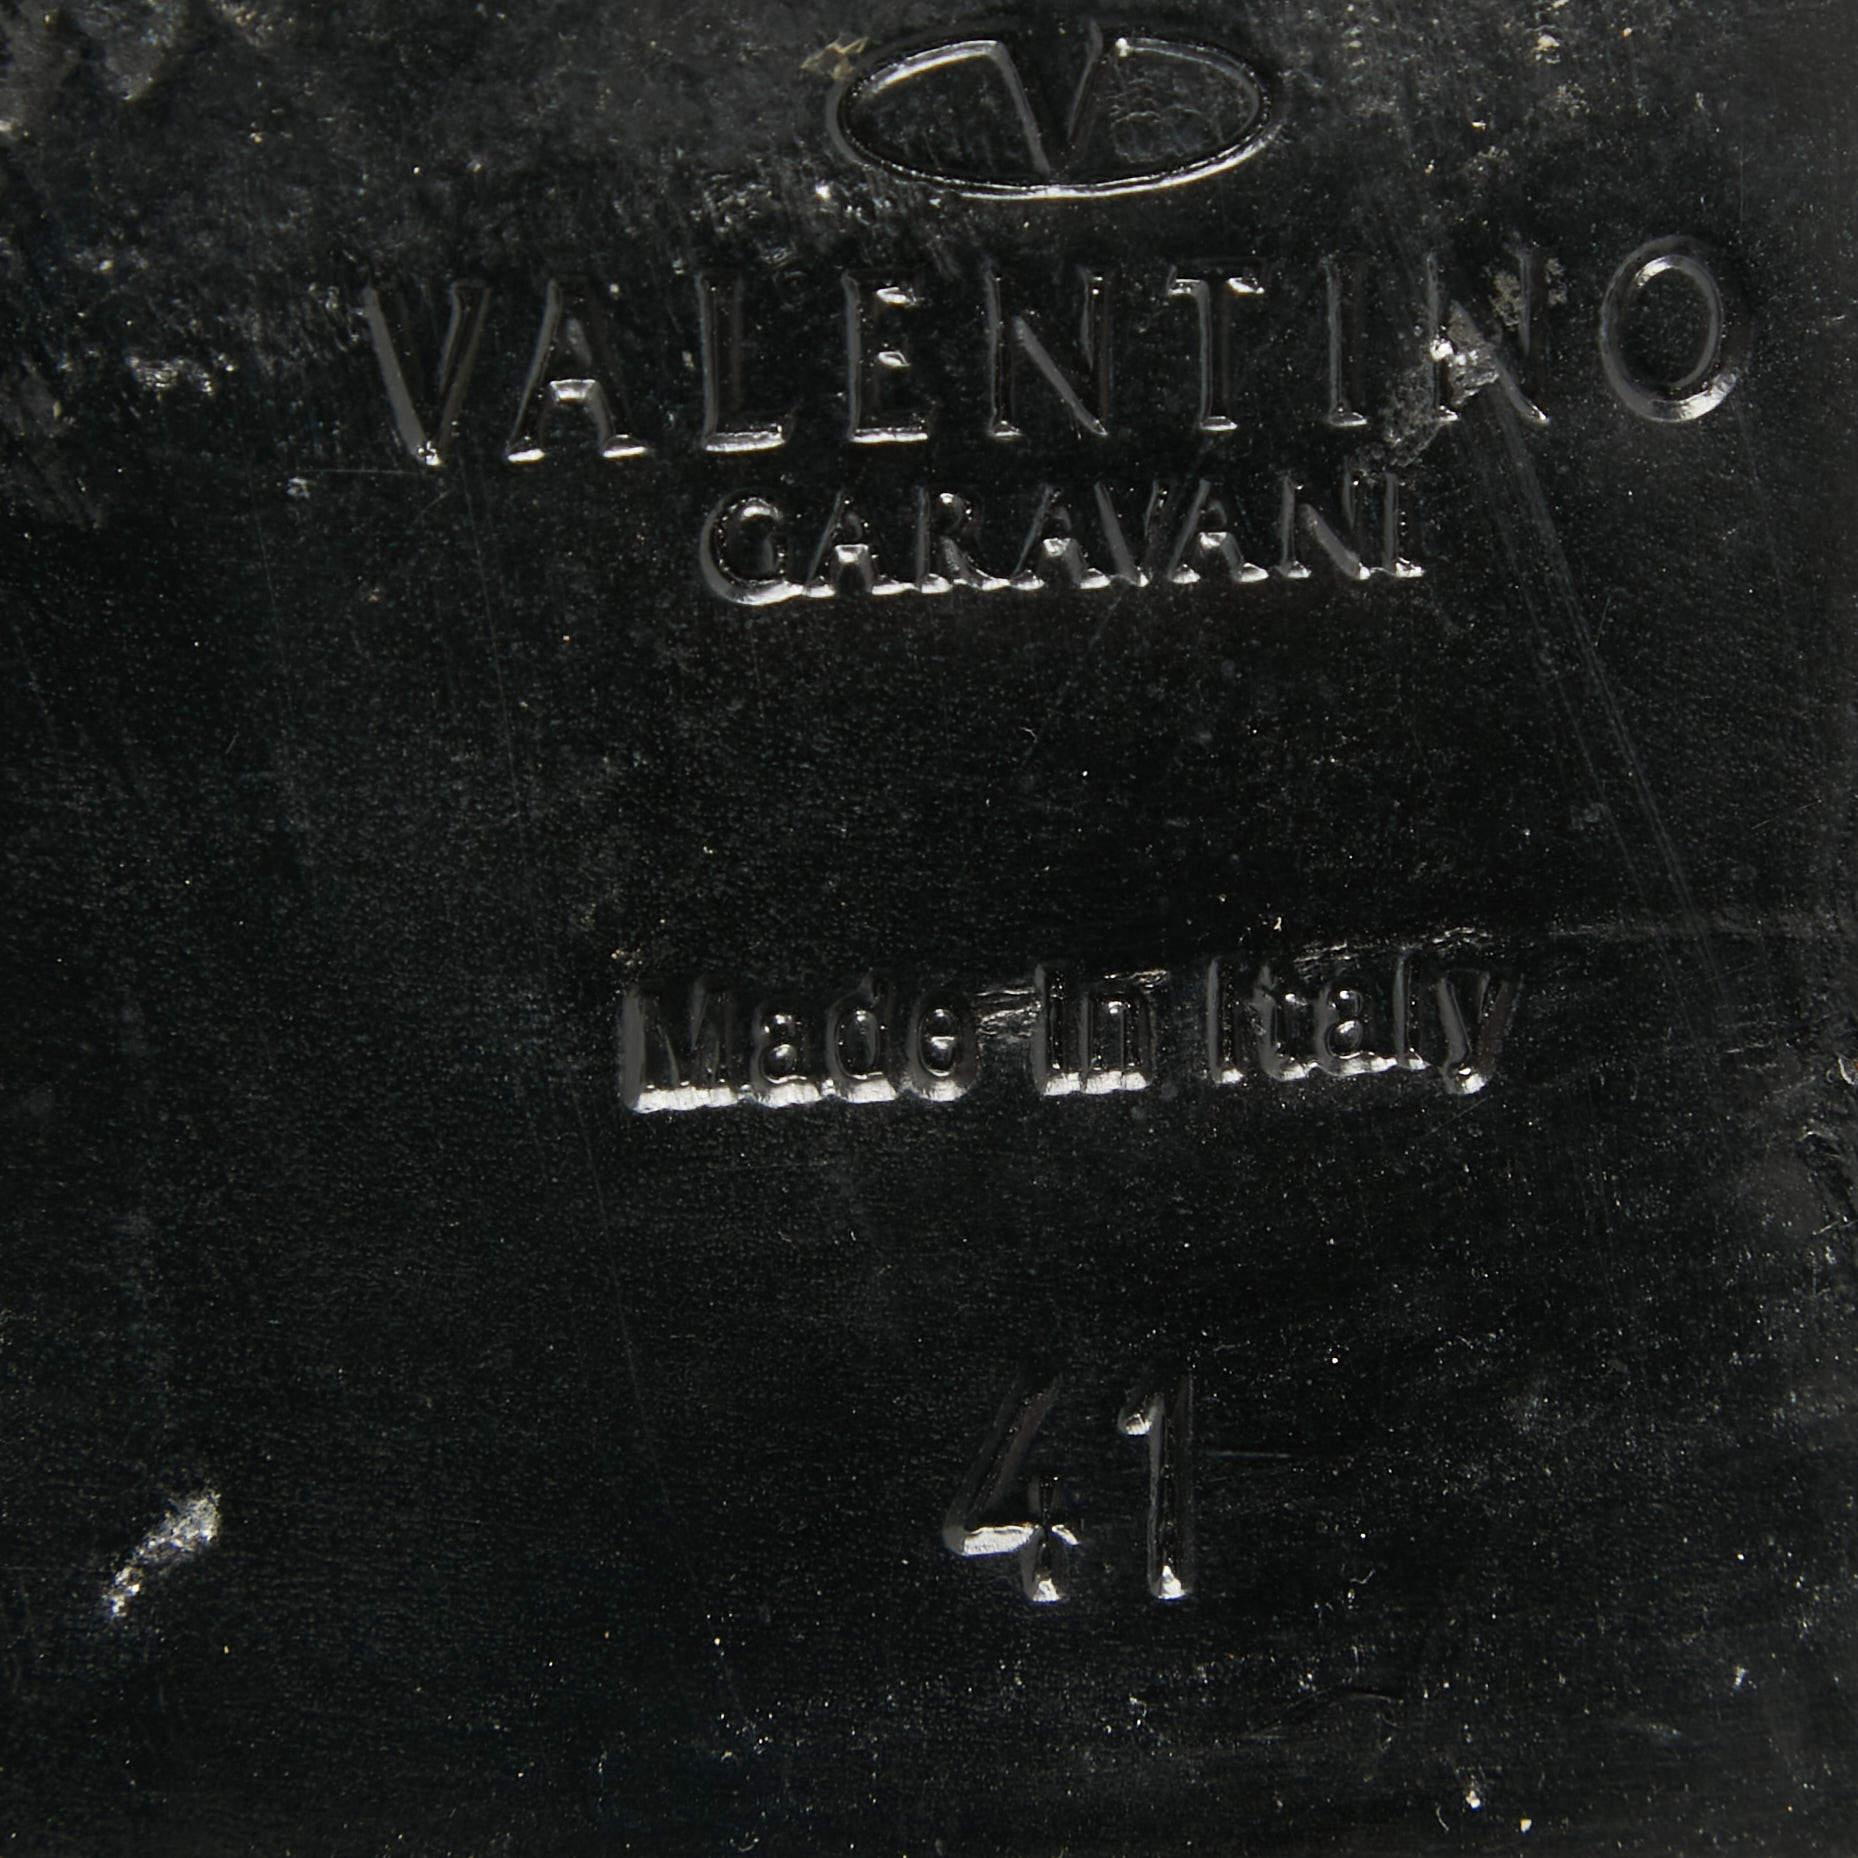 V
VALENTINO
GARAVANI
Made in Italy
41